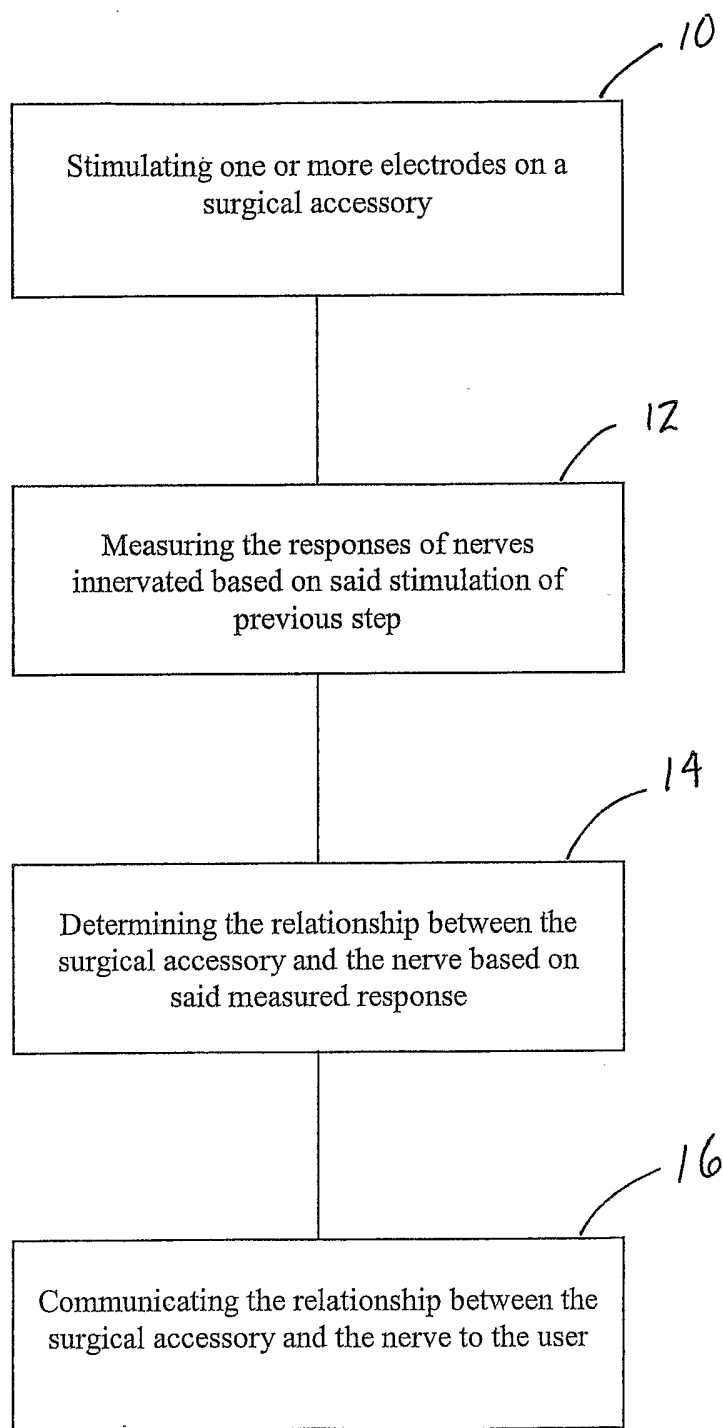 10
Stimulating one or more electrodes on a
surgical accessory
12
Measuring the responses of nerves
innervated based on said stimulation of
previous step
14
Determining the relationship between the
surgical accessory and the nerve based on
said measured response
16
Communicating the relationship between the
surgical accessory and the nerve to the user